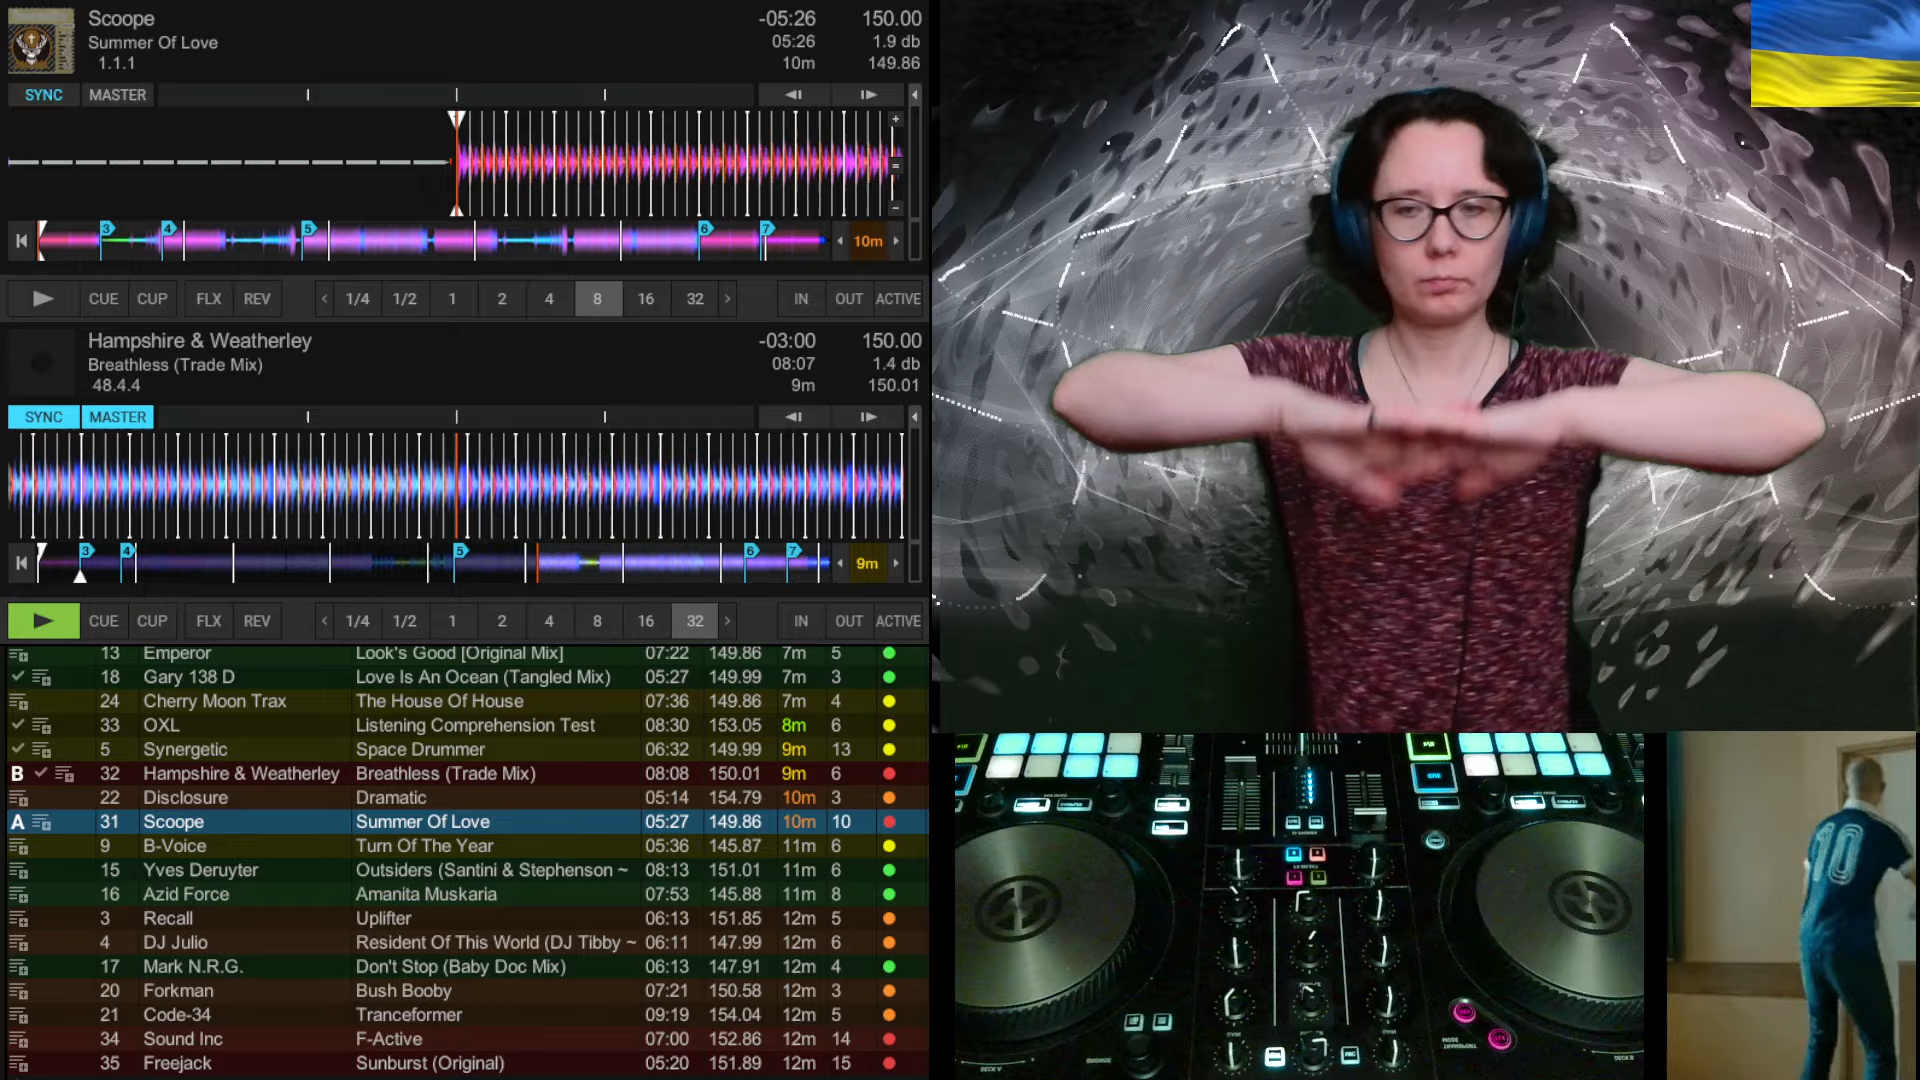 Scoope -05:26 150.00
Summer Of Love 05:26 1.9 db
1.1.1 10m 149.86
SYNC MASTER
3 4 5 6 7 10m
CUE CUP FLX REV 1/4 1/2 1 2 4 8 16 32 IN OUT ACTIVE
Hampshire & Weatherley -03:00 150.00
Breathless (Trade Mix) 08:07 1.4 db
48.4.4 9m 150.01
SYNC MASTER
3 4 5 6 7 9m
CUE CUP FLX REV 1/4 1/2 1 2 4 8 16 32 IN OUT ACTIVE
13 Emperor Look's Good [Original Mix] 07:22 149.86 7m 5
18 Gary 138 D Love Is An Ocean (Tangled Mix) 05:27 149.99 7m 3
24 Cherry Moon Trax The House Of House 07:36 149.86 7m 4
33 OXL Listening Comprehension Test 08:30 153.05 8m 6
5 Synergetic Space Drummer 06:32 149.99 9m 13
B 32 Hampshire & Weatherley Breathless (Trade Mix) 08:08 150.01 9m 6
22 Disclosure Dramatic 05:14 154.79 10m 3
A 31 Scoope Summer Of Love 05:27 149.86 10m 10
9 B-Voice Turn Of The Year 05:36 145.87 11m 6
15 Yves Deruyter Outsiders (Santini & Stephenson ~ 08:13 151.01 11m 6
16 Azid Force Amanita Muskaria 07:53 145.88 11m 8
3 Recall Uplifter 06:13 151.85 12m 5
4 DJ Julio Resident Of This World (DJ Tibby ~ 06:11 147.99 12m 6
17 Mark N.R.G. Don't Stop (Baby Doc Mix) 06:13 147.91 12m 4
20 Forkman Bush Booby 07:21 150.58 12m 3
21 Code-34 Tranceformer 09:19 154.04 12m 5
34 Sound Inc F-Active 07:00 152.86 12m 14
35 Freejack Sunburst (Original) 05:20 151.89 12m 15
10